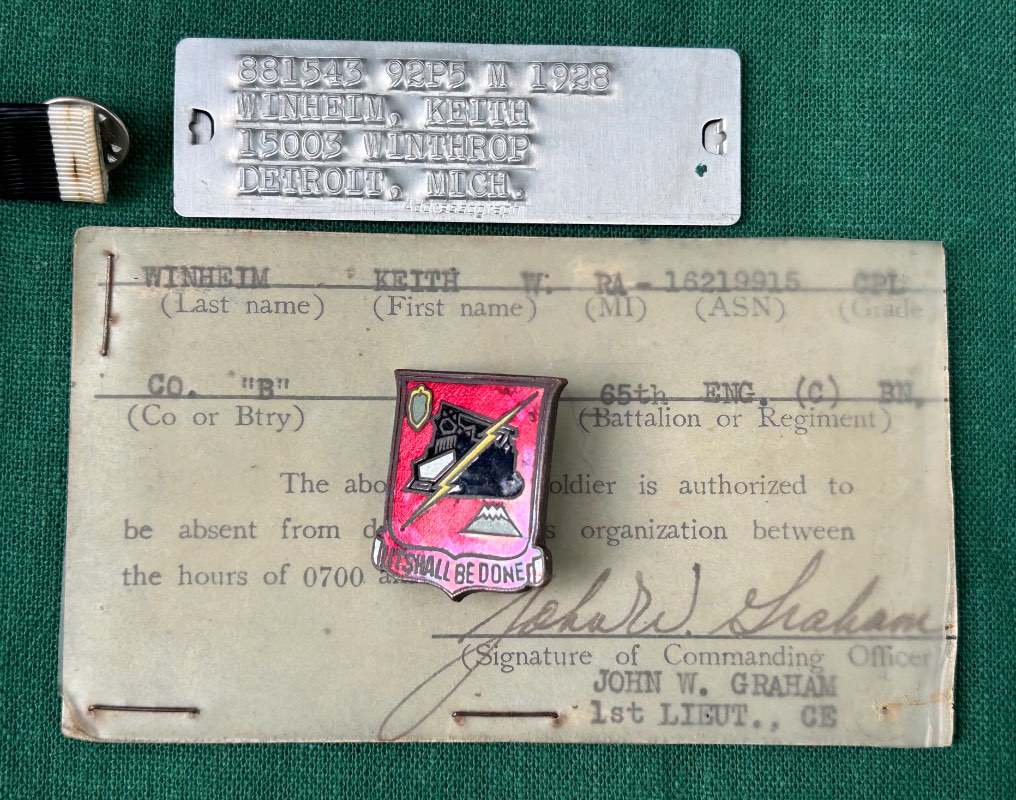 881543 92P5 M 1928
WINHEIM, KEITH
15003 WINTHROP
DETROIT, MICH.
Addressograph
WINHEIM KEITH W. RA-16219915 CPL
(Last name) (First name) (MI) (ASN) (Grade)
CO. "B" 65th ENG. (C) BN.
(Co or Btry) (Battalion or Regiment)
The soldier is authorized to
be absent from organization between
the hours of 0700
IT SHALL BE DONE
John W. Graham
(Signature of Commanding Officer
JOHN W. GRAHAM
1st LIEUT., CE